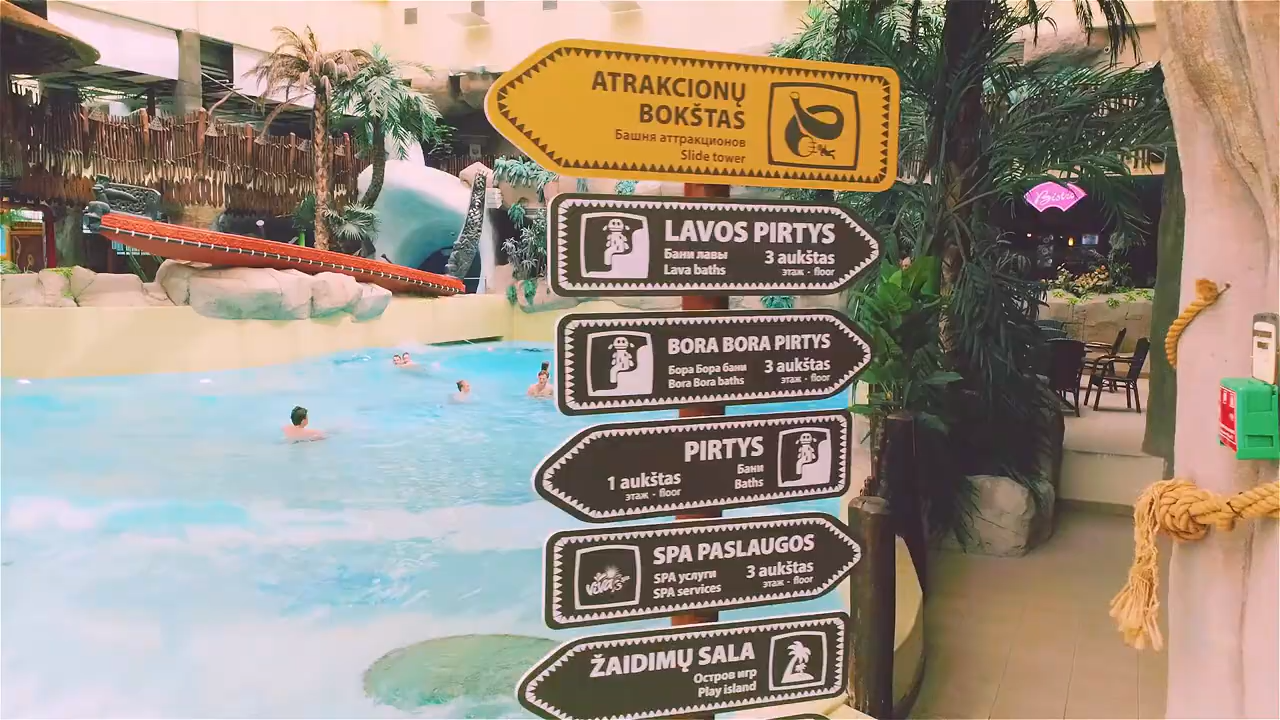 ATRAKCIONŲ
BOKŠTAS
Башня аттракционов
Slide tower
LAVOS PIRTYS
Бани лавы
Lava baths
3 aukštas
этаж - floor
BORA BORA PIRTYS
Бора Бора бани
Bora Bora baths
3 aukštas
этаж - floor
PIRTYS
1 aukštas
этаж - floor
Бани
Baths
SPA PASLAUGOS
SPA услуги
SPA services
3 aukštas
этаж - floor
ŽAIDIMŲ SALA
Остров игр
Play island
Bistro